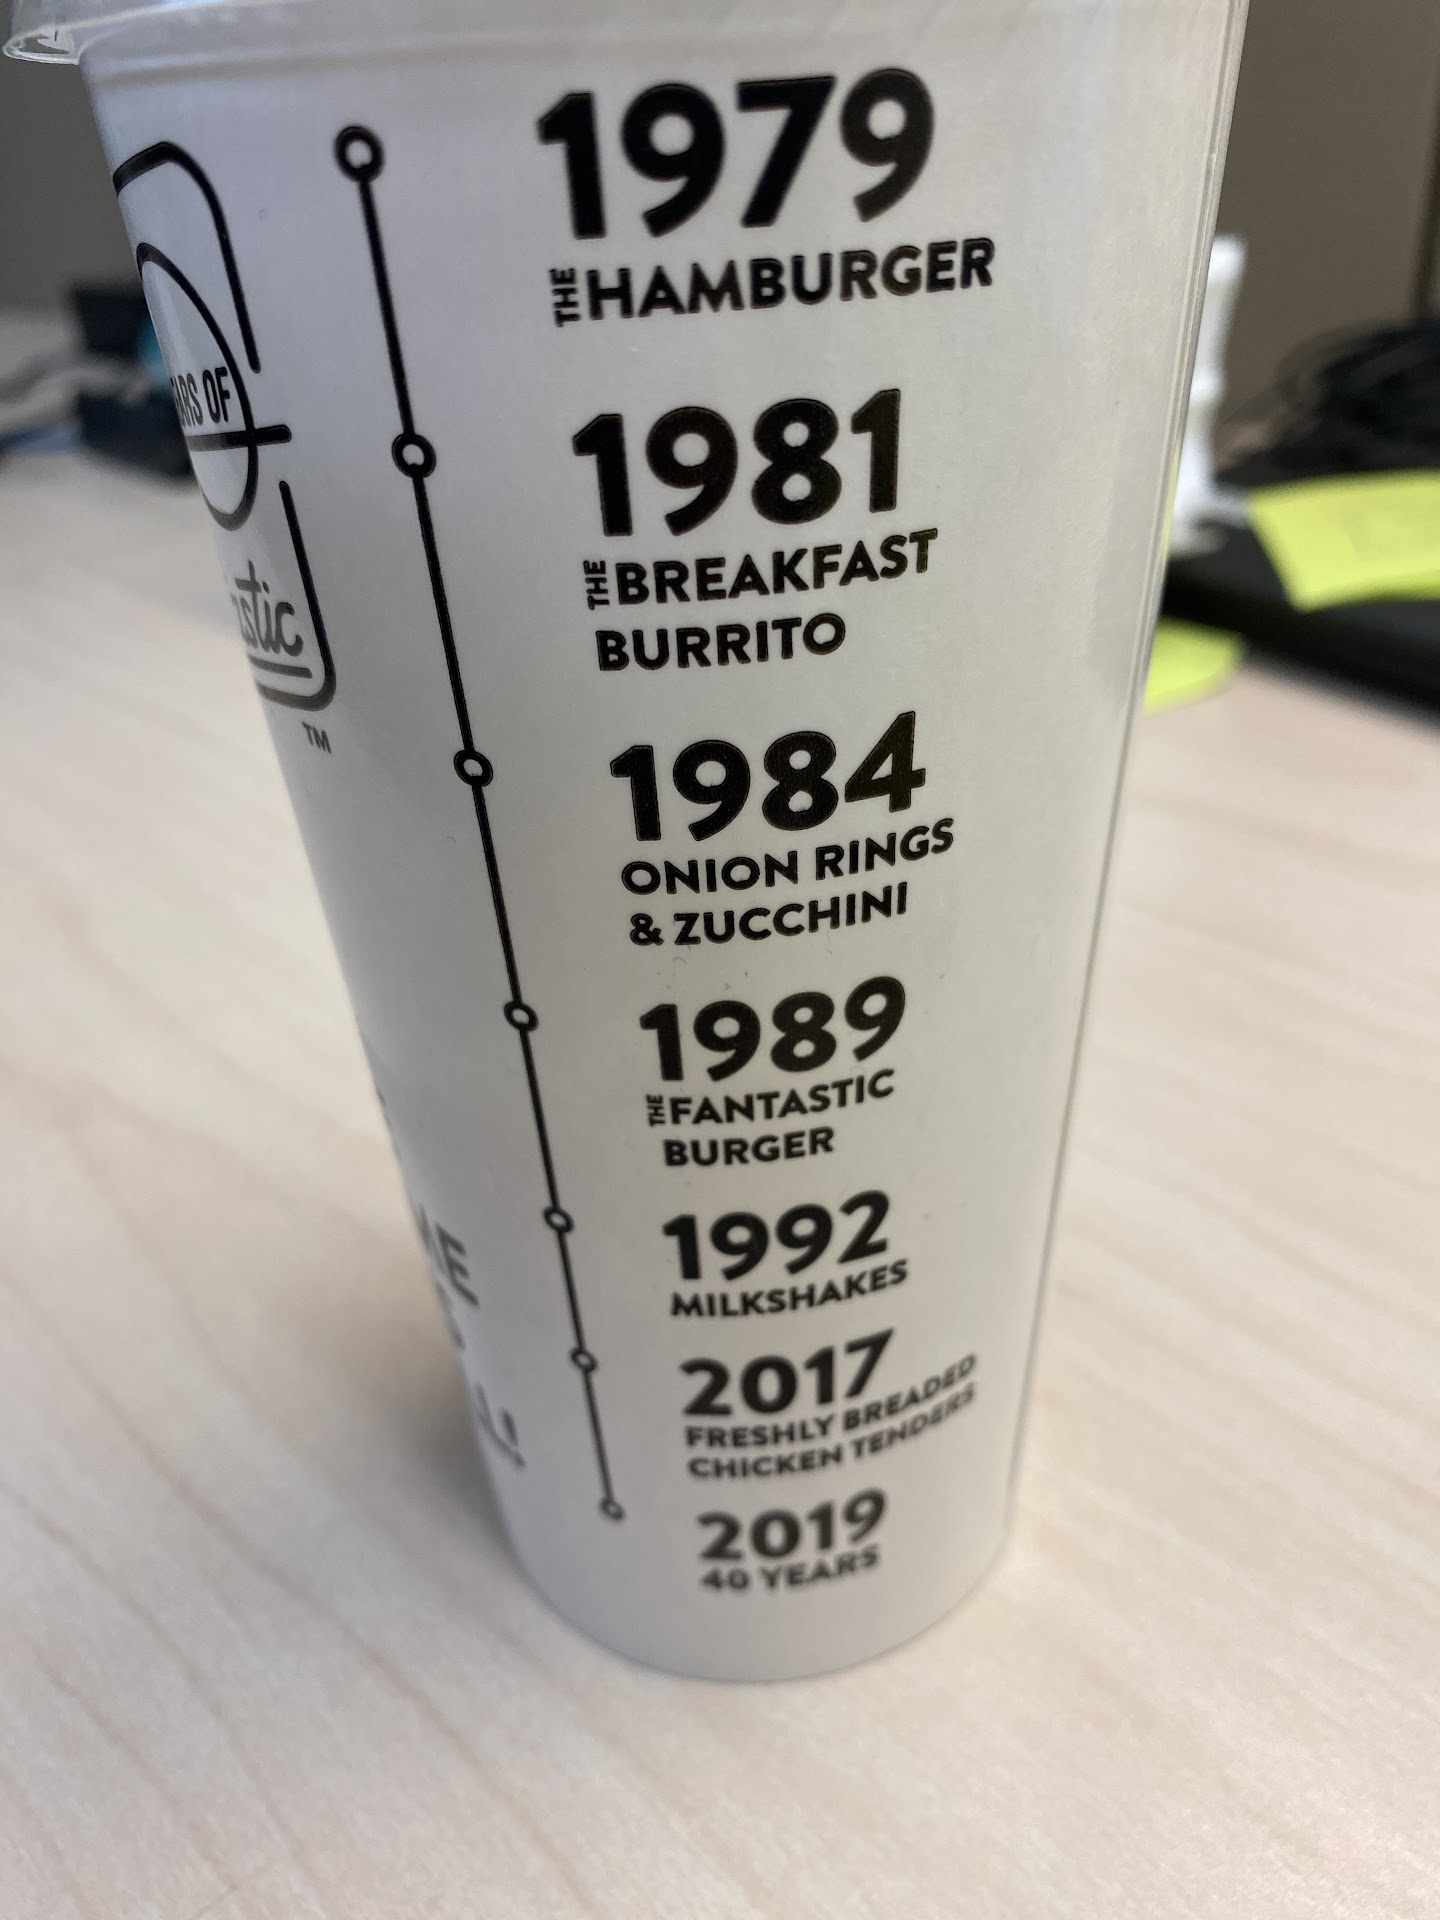 1979
THE HAMBURGER
1981
THE BREAKFAST
BURRITO
1984
ONION RINGS
& ZUCCHINI
1989
THE FANTASTIC
BURGER
1992
MILKSHAKES
2017
FRESHLY BREADED
CHICKEN TENDERS
2019
40 YEARS
OF
TM